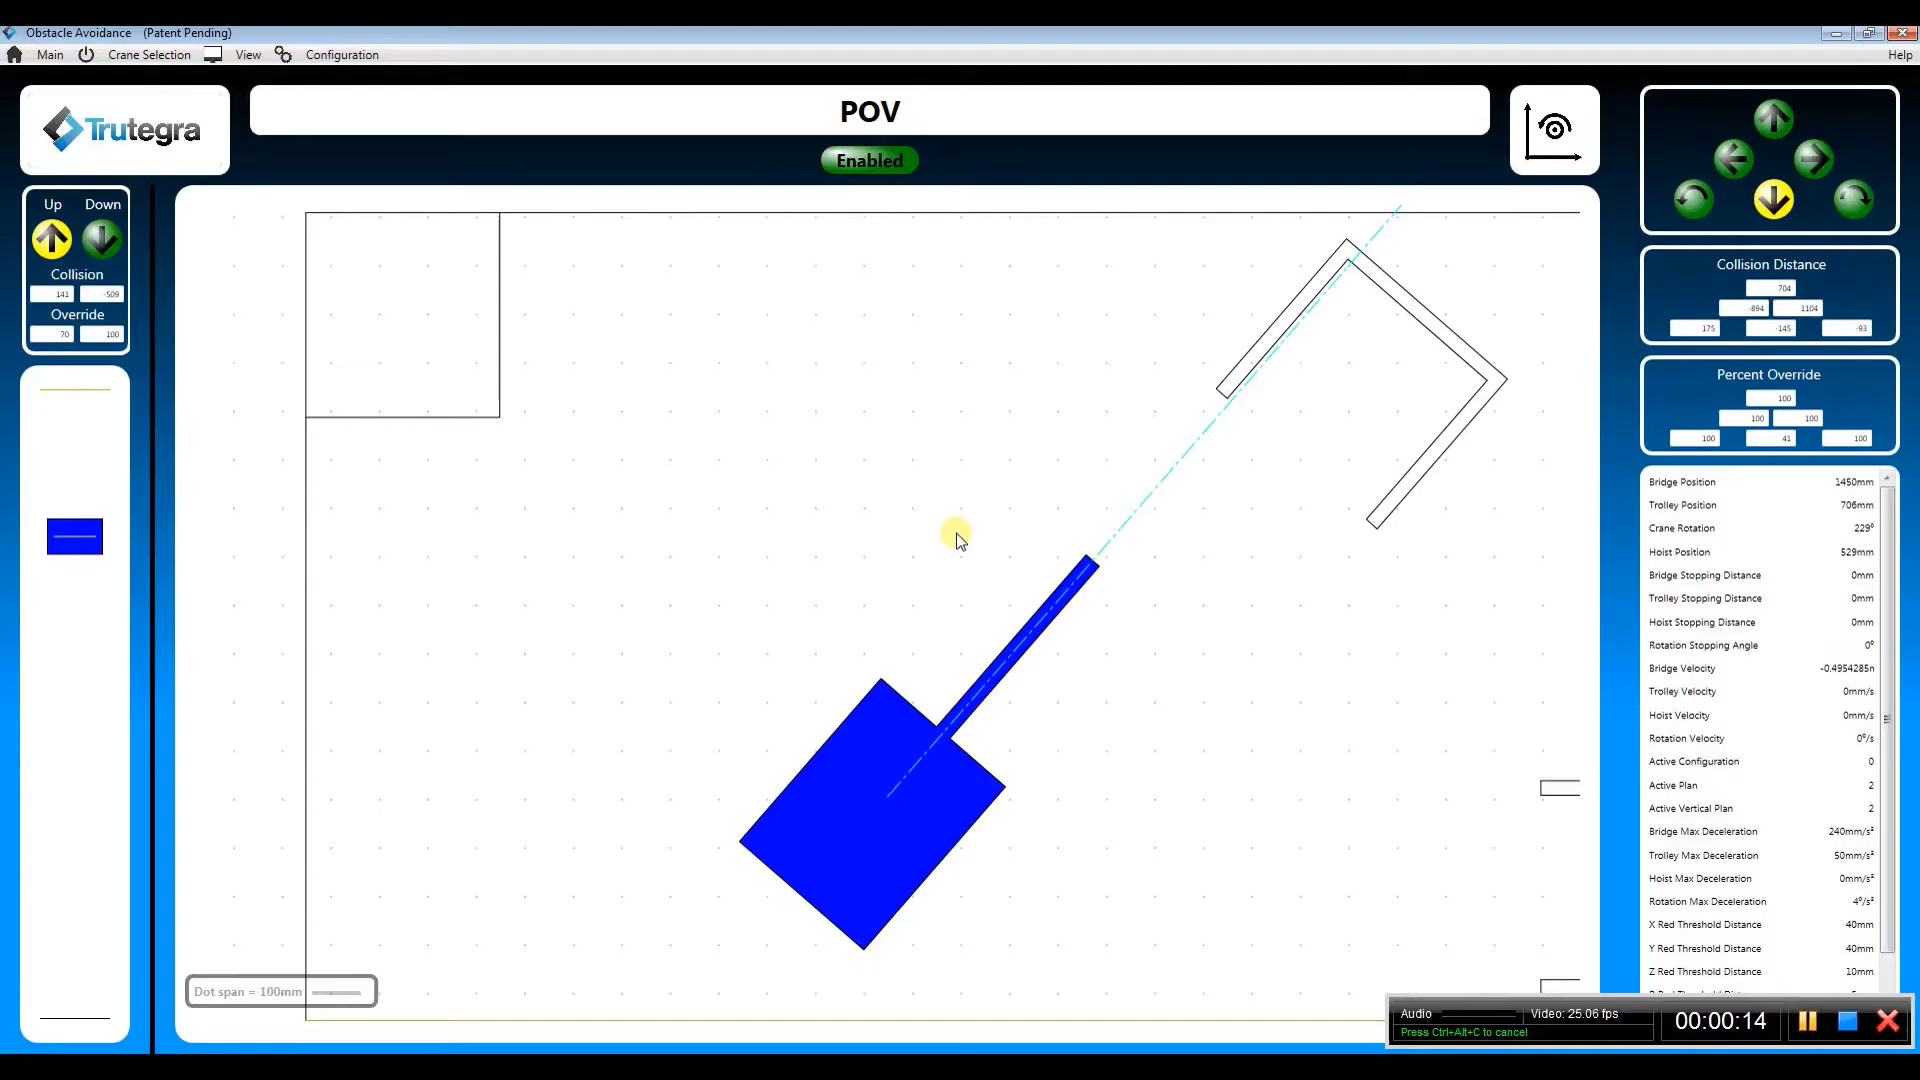 Obstacle Avoidance (Patent Pending)
Main Crane Selection View Configuration Help
Trutegra
POV
Enabled
Up Down
Collision
141 -509
Override
70 100
Collision Distance
704
-894 1104
175 -145 -93
Percent Override
100
100 100
100 41 100
Bridge Position 1450mm
Trolley Position 706mm
Crane Rotation 229º
Hoist Position 529mm
Bridge Stopping Distance 0mm
Trolley Stopping Distance 0mm
Hoist Stopping Distance 0mm
Rotation Stopping Angle 0º
Bridge Velocity -0.4954285n
Trolley Velocity 0mm/s
Hoist Velocity 0mm/s
Rotation Velocity 0º/s
Active Configuration 0
Active Plan 2
Active Vertical Plan 2
Bridge Max Deceleration 240mm/s²
Trolley Max Deceleration 50mm/s²
Hoist Max Deceleration 0mm/s²
Rotation Max Deceleration 4º/s²
X Red Threshold Distance 40mm
Y Red Threshold Distance 40mm
Z Red Threshold Distance 10mm
Dot span = 100mm
Audio Video: 25.06 fps
Press Ctrl+Alt+C to cancel
00:00:14